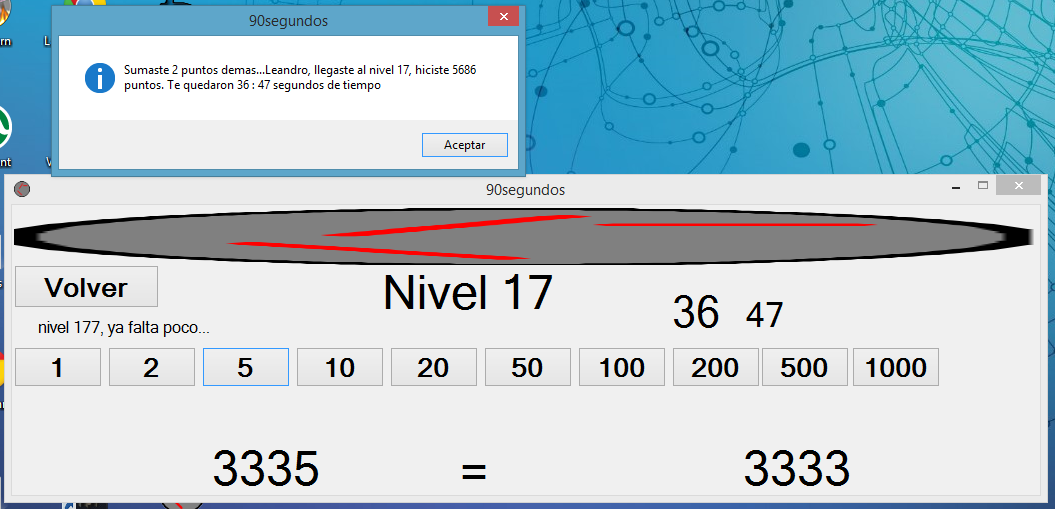 90segundos
Sumaste 2 puntos demas...Leandro, llegaste al nivel 17, hiciste 5686
puntos. Te quedaron 36 : 47 segundos de tiempo
Aceptar
90segundos
Volver
Nivel 17
36 47
nivel 177, ya falta poco...
1 2 5 10 20 50 100 200 500 1000
3335 = 3333